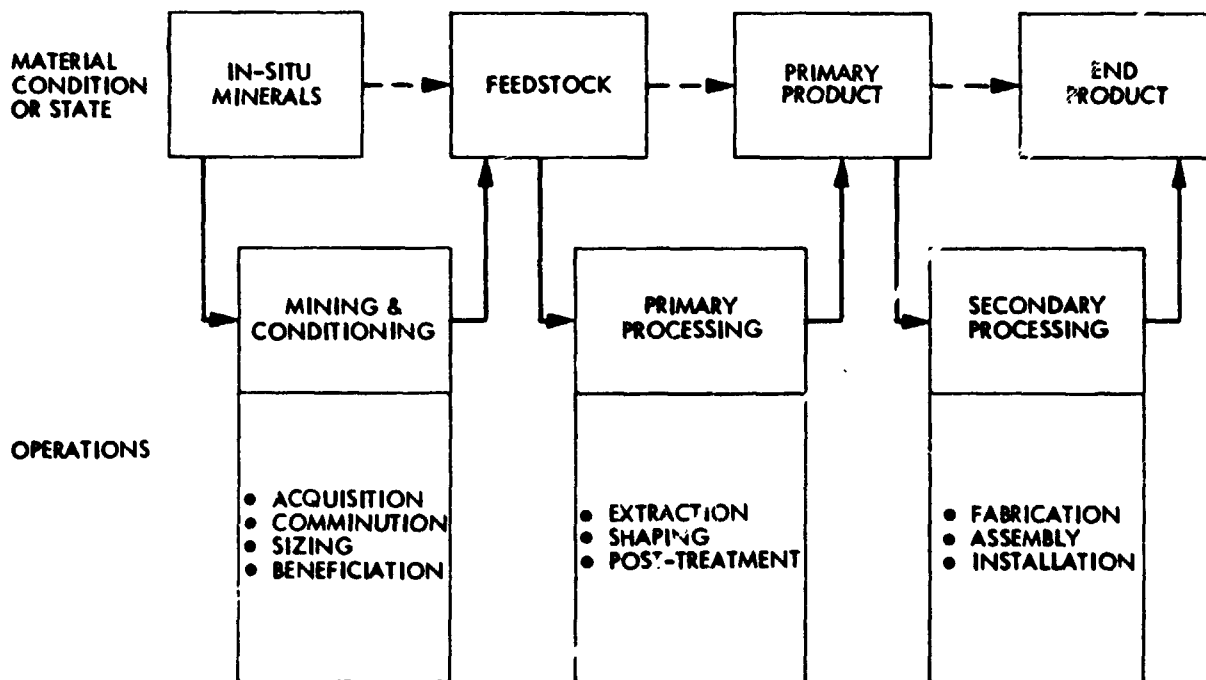 MATERIAL
CONDITION
OR STATE
IN-SITU
MINERALS
FEEDSTOCK
PRIMARY
PRODUCT
END
PRODUCT
MINING &
CONDITIONING
PRIMARY
PROCESSING
SECONDARY
PROCESSING
OPERATIONS
● ACQUISITION
● COMMINUTION
● SIZING
● BENEFICIATION
● EXTRACTION
● SHAPING
● POST-TREATMENT
● FABRICATION
● ASSEMBLY
● INSTALLATION